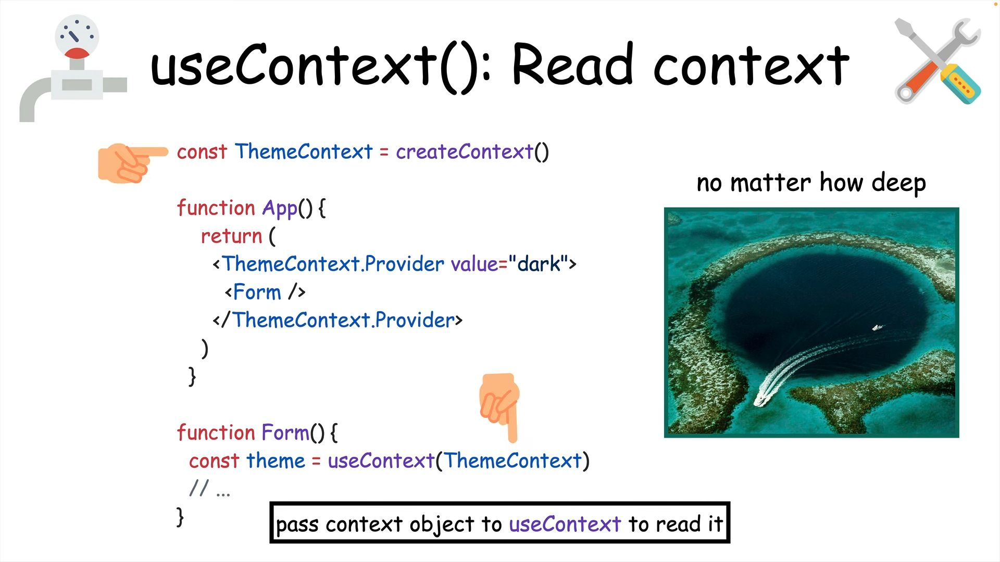 useContext(): Read context
const ThemeContext = createContext()
no matter how deep
function App() {
return (
<ThemeContext.Provider value="dark">
<Form />
</ThemeContext.Provider>
)
}
function Form() {
const theme = useContext(ThemeContext)
// ...
}
pass context object to useContext to read it